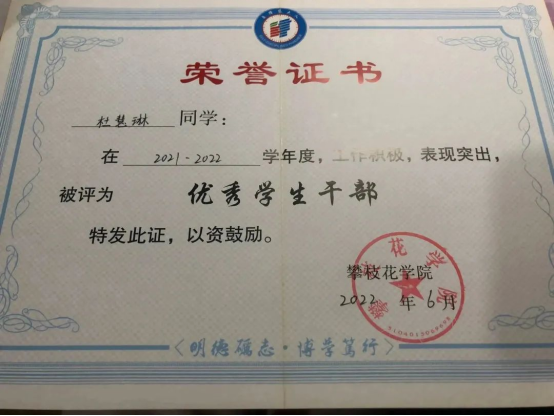 荣誉证书
杜慧琳 同学：
在 2021-2022 学年度，工作积极，表现突出，
被评为 优秀学生干部
特发此证，以资鼓励。
攀枝花学院
2022 年 6月
《明德砺志·博学笃行》